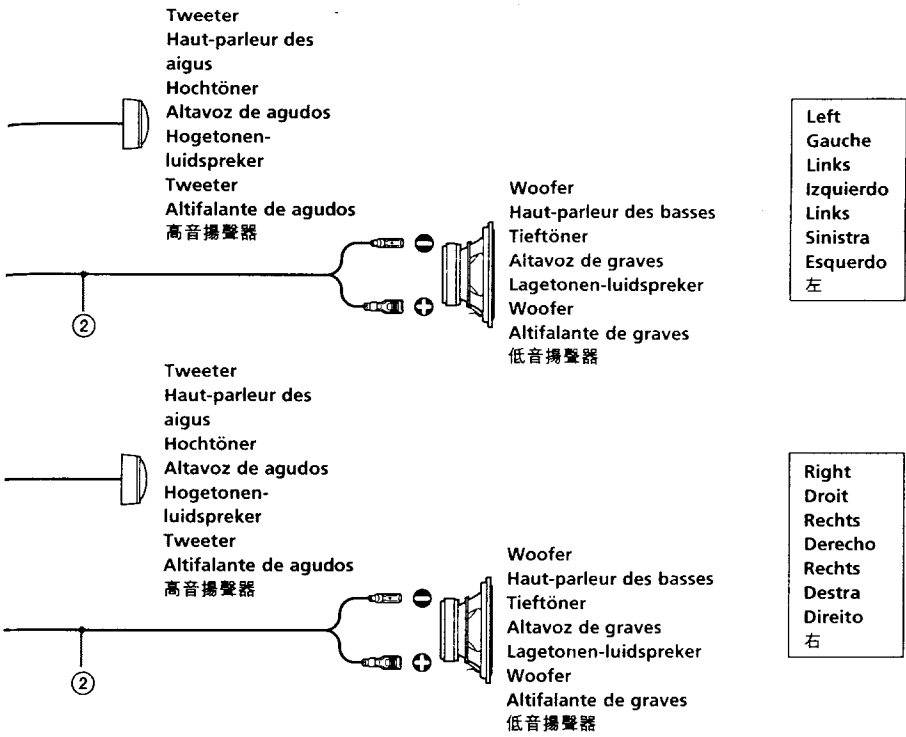 Tweeter
Haut-parleur des
aigus
Hochtöner
Altavoz de agudos
Hogetonen-
luidspreker
Tweeter
Altifalante de agudos
高音揚聲器
⊖
⊕
②
Woofer
Haut-parleur des basses
Tieftöner
Altavoz de graves
Lagetonen-luidspreker
Woofer
Altifalante de graves
低音揚聲器
Left
Gauche
Links
Izquierdo
Links
Sinistra
Esquerdo
左
Tweeter
Haut-parleur des
aigus
Hochtöner
Altavoz de agudos
Hogetonen-
luidspreker
Tweeter
Altifalante de agudos
高音揚聲器
⊖
⊕
②
Woofer
Haut-parleur des basses
Tieftöner
Altavoz de graves
Lagetonen-luidspreker
Woofer
Altifalante de graves
低音揚聲器
Right
Droit
Rechts
Derecho
Rechts
Destra
Direito
右